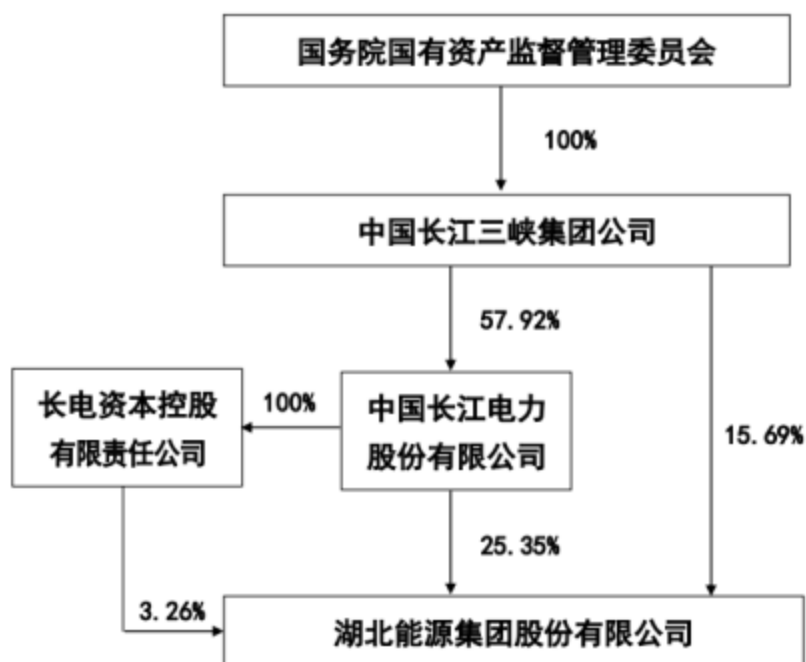 国务院国有资产监督管理委员会
100%
中国长江三峡集团公司
57.92%
15.69%
长电资本控股
有限责任公司
100%
中国长江电力
股份有限公司
25.35%
3.26%
湖北能源集团股份有限公司